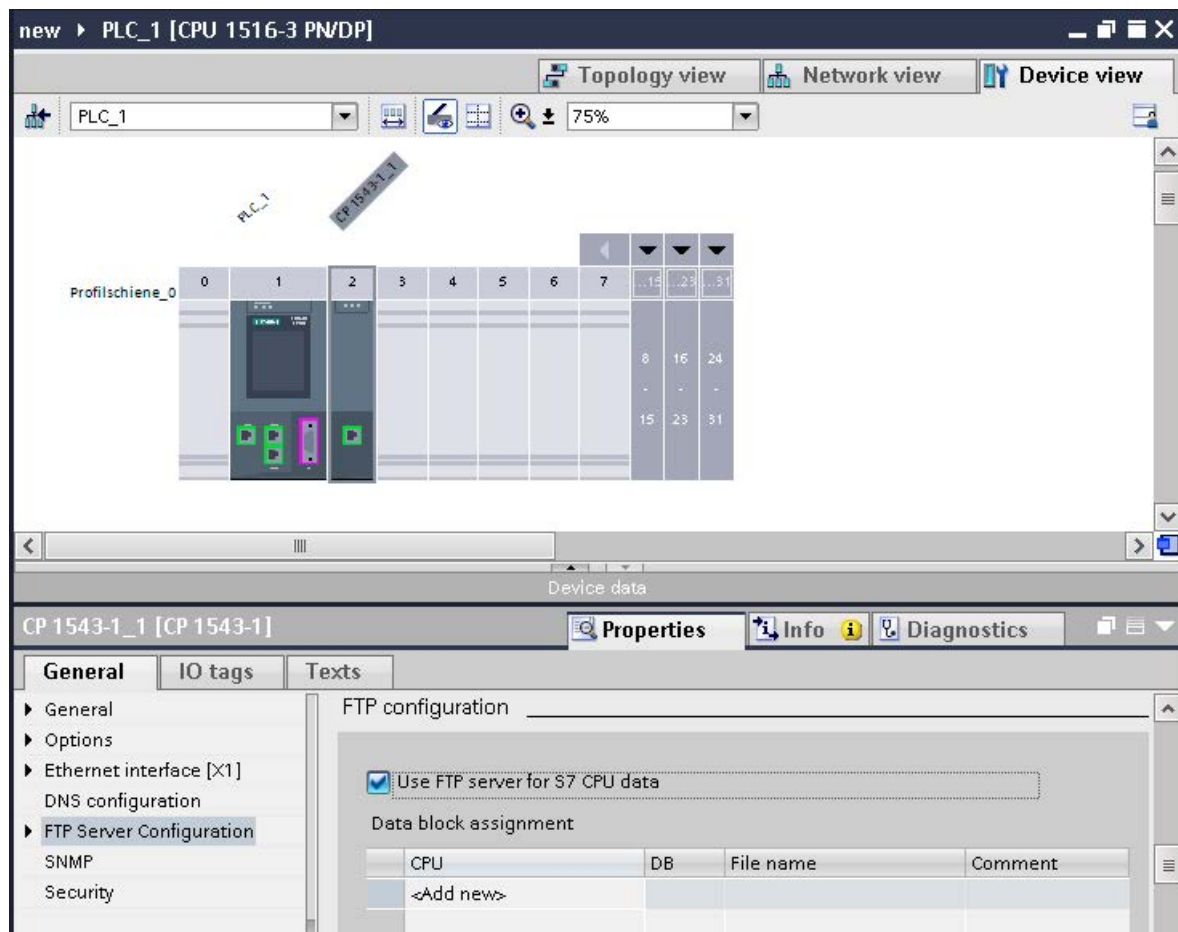 new ▸ PLC_1 [CPU 1516-3 PN/DP]
Topology view Network view Device view
PLC_1 75%
PLC_1 CP 1543-1_1
Profilschiene_0 0 1 2 3 4 5 6 7 ...15 ...23 ...31
8 16 24
- - -
15 23 31
Device data
CP 1543-1_1 [CP 1543-1] Properties Info Diagnostics
General IO tags Texts
General
Options
Ethernet interface [X1]
DNS configuration
FTP Server Configuration
SNMP
Security
FTP configuration
Use FTP server for S7 CPU data
Data block assignment
CPU DB File name Comment
<Add new>